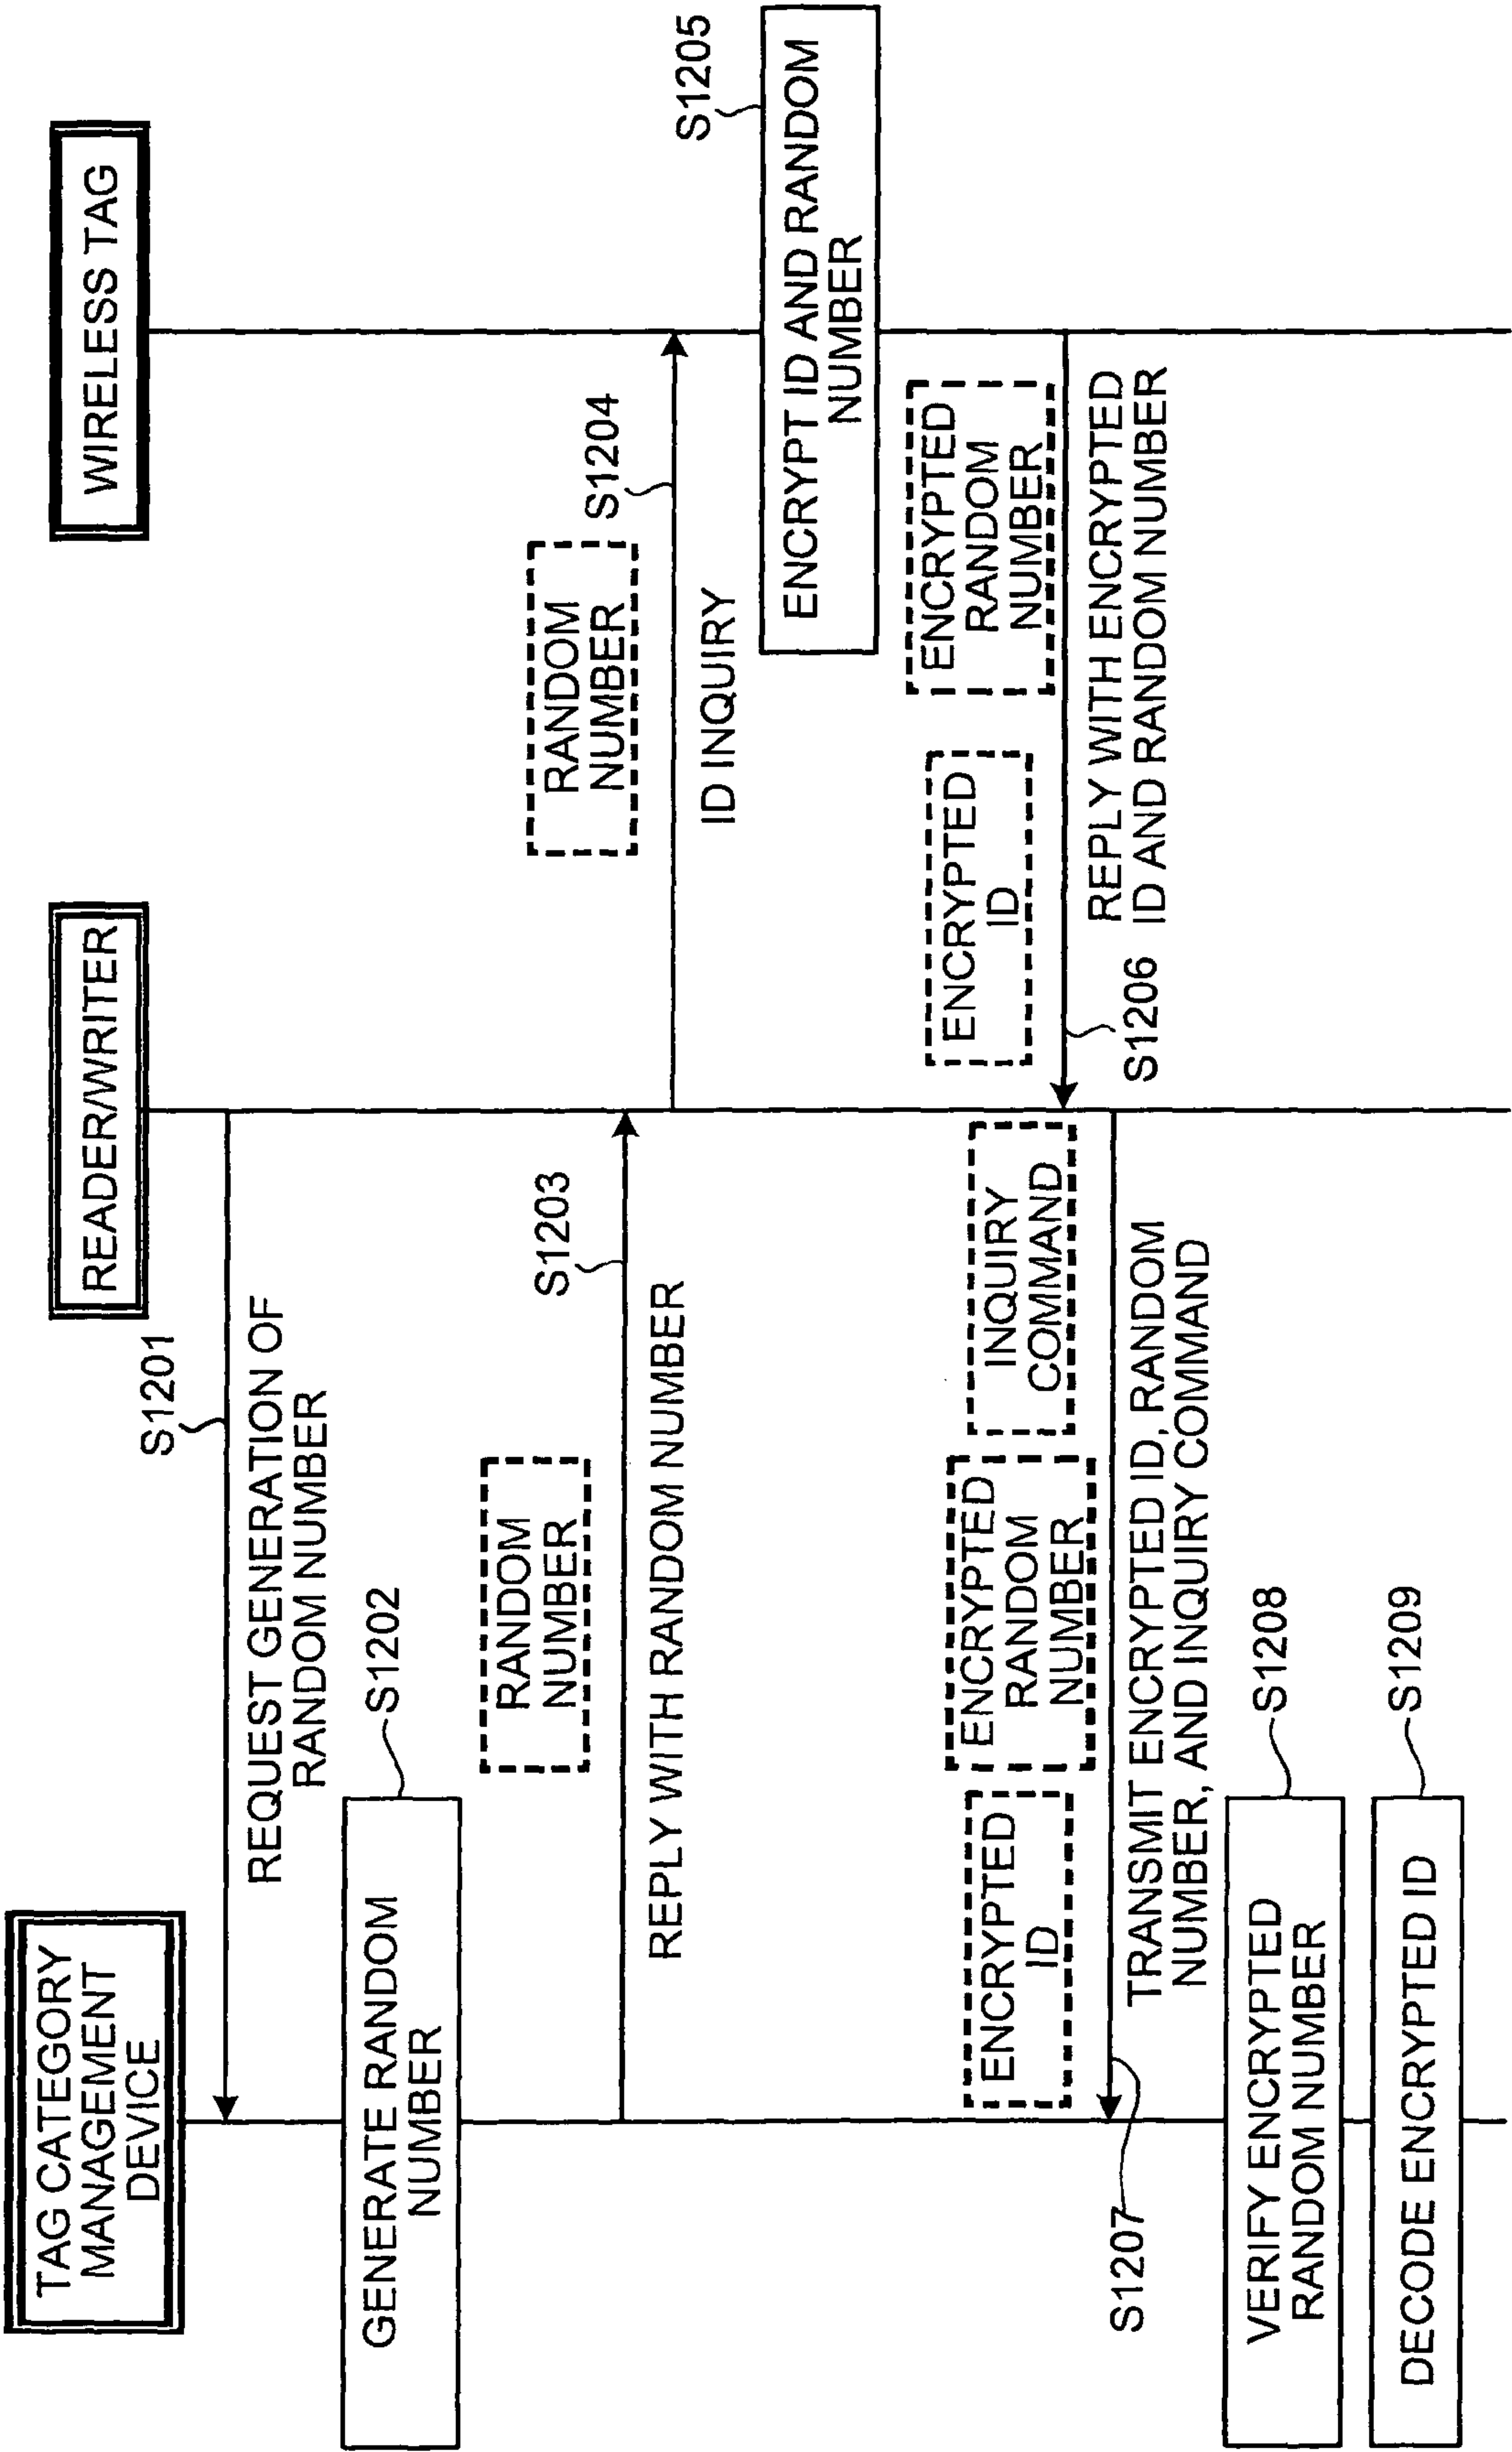 TAG CATEGORY
MANAGEMENT
DEVICE
READER/WRITER
WIRELESS TAG
S1201
REQUEST GENERATION OF
RANDOM NUMBER
GENERATE RANDOM
NUMBER
S1202
RANDOM
NUMBER
S1203
REPLY WITH RANDOM NUMBER
RANDOM
NUMBER
S1204
ID INQUIRY
S1205
ENCRYPT ID AND RANDOM
NUMBER
ENCRYPTED
ID
ENCRYPTED
RANDOM
NUMBER
S1206
REPLY WITH ENCRYPTED
ID AND RANDOM NUMBER
ENCRYPTED
ID
ENCRYPTED
RANDOM
NUMBER
INQUIRY
COMMAND
S1207
TRANSMIT ENCRYPTED ID, RANDOM
NUMBER, AND INQUIRY COMMAND
VERIFY ENCRYPTED
RANDOM NUMBER
S1208
DECODE ENCRYPTED ID
S1209